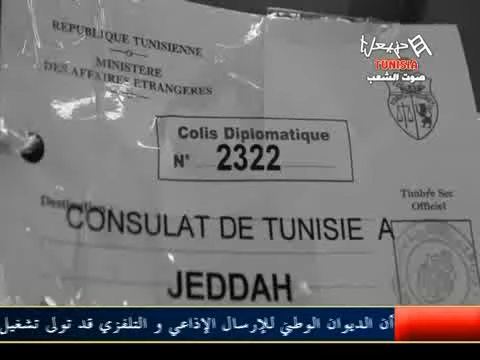 REPUBLIQUE TUNISIENNE
MINISTERE
DES AFFAIRES ETRANGERES
TUNISIA
صوت الشعب
Colis Diplomatique
N° 2322
Timbre Sec
Officiel
Destination :
CONSULAT DE TUNISIE A
JEDDAH
أن الديوان الوطني للإرسال الإذاعي و التلفزي قد تولى تشغيل